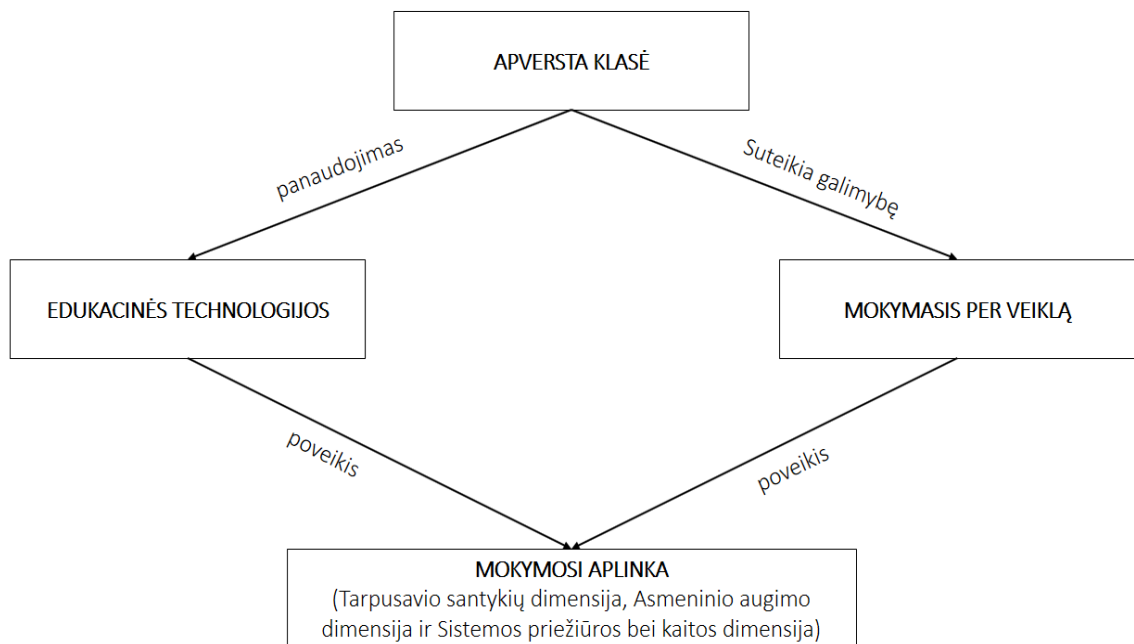 APVERSTA KLASĖ
panaudojimas
Suteikia galimybę
EDUKACINĖS TECHNOLOGIJOS
MOKYMASIS PER VEIKLĄ
poveikis
poveikis
MOKYMOSI APLINKA
(Tarpusavio santykių dimensija, Asmeninio augimo
dimensija ir Sistemos priežiūros bei kaitos dimensija)